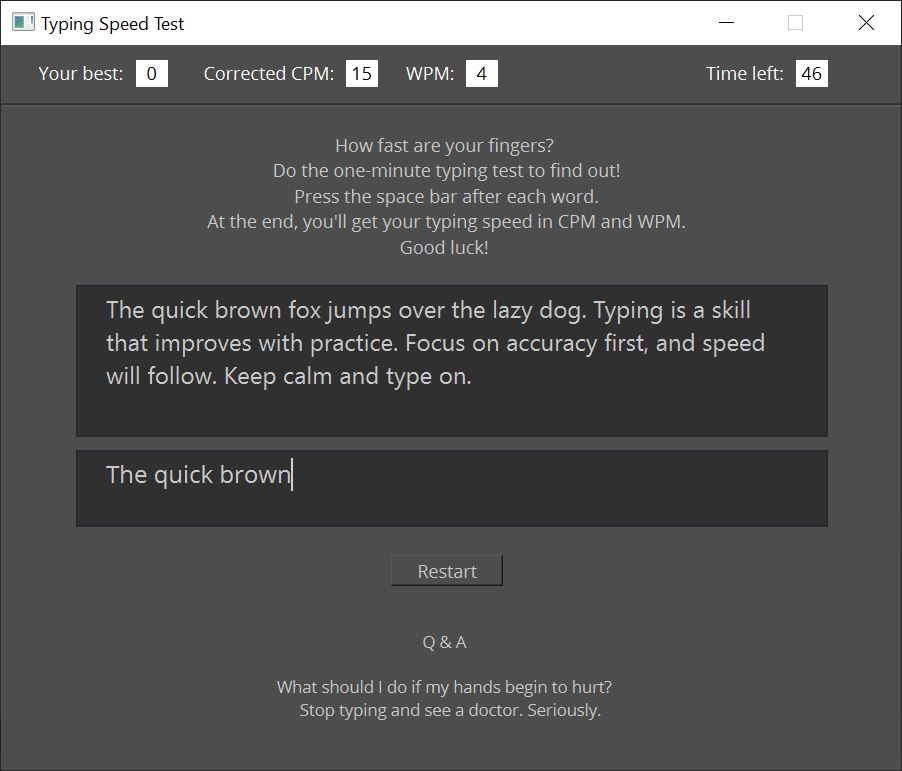 Typing Speed Test
Your best: 0 Corrected CPM: 15 WPM: 4 Time left: 46
How fast are your fingers?
Do the one-minute typing test to find out!
Press the space bar after each word.
At the end, you'll get your typing speed in CPM and WPM.
Good luck!
The quick brown fox jumps over the lazy dog. Typing is a skill
that improves with practice. Focus on accuracy first, and speed
will follow. Keep calm and type on.
The quick brown
Restart
Q & A
What should I do if my hands begin to hurt?
Stop typing and see a doctor. Seriously.